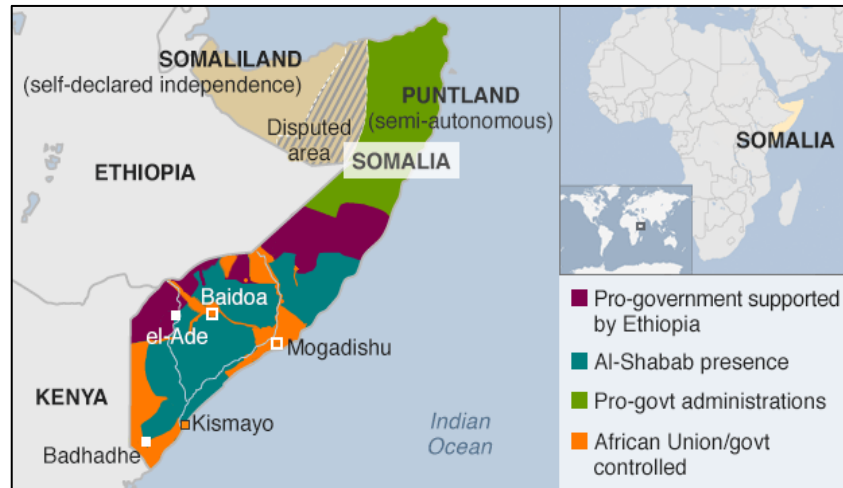 SOMALILAND
(self-declared independence)
PUNTLAND
(semi-autonomous)
Disputed
area
SOMALIA
ETHIOPIA
Baidoa
el-Ade
Mogadishu
KENYA
Kismayo
Badhadhe
Indian
Ocean
SOMALIA
Pro-government supported
by Ethiopia
Al-Shabab presence
Pro-govt administrations
African Union/govt
controlled